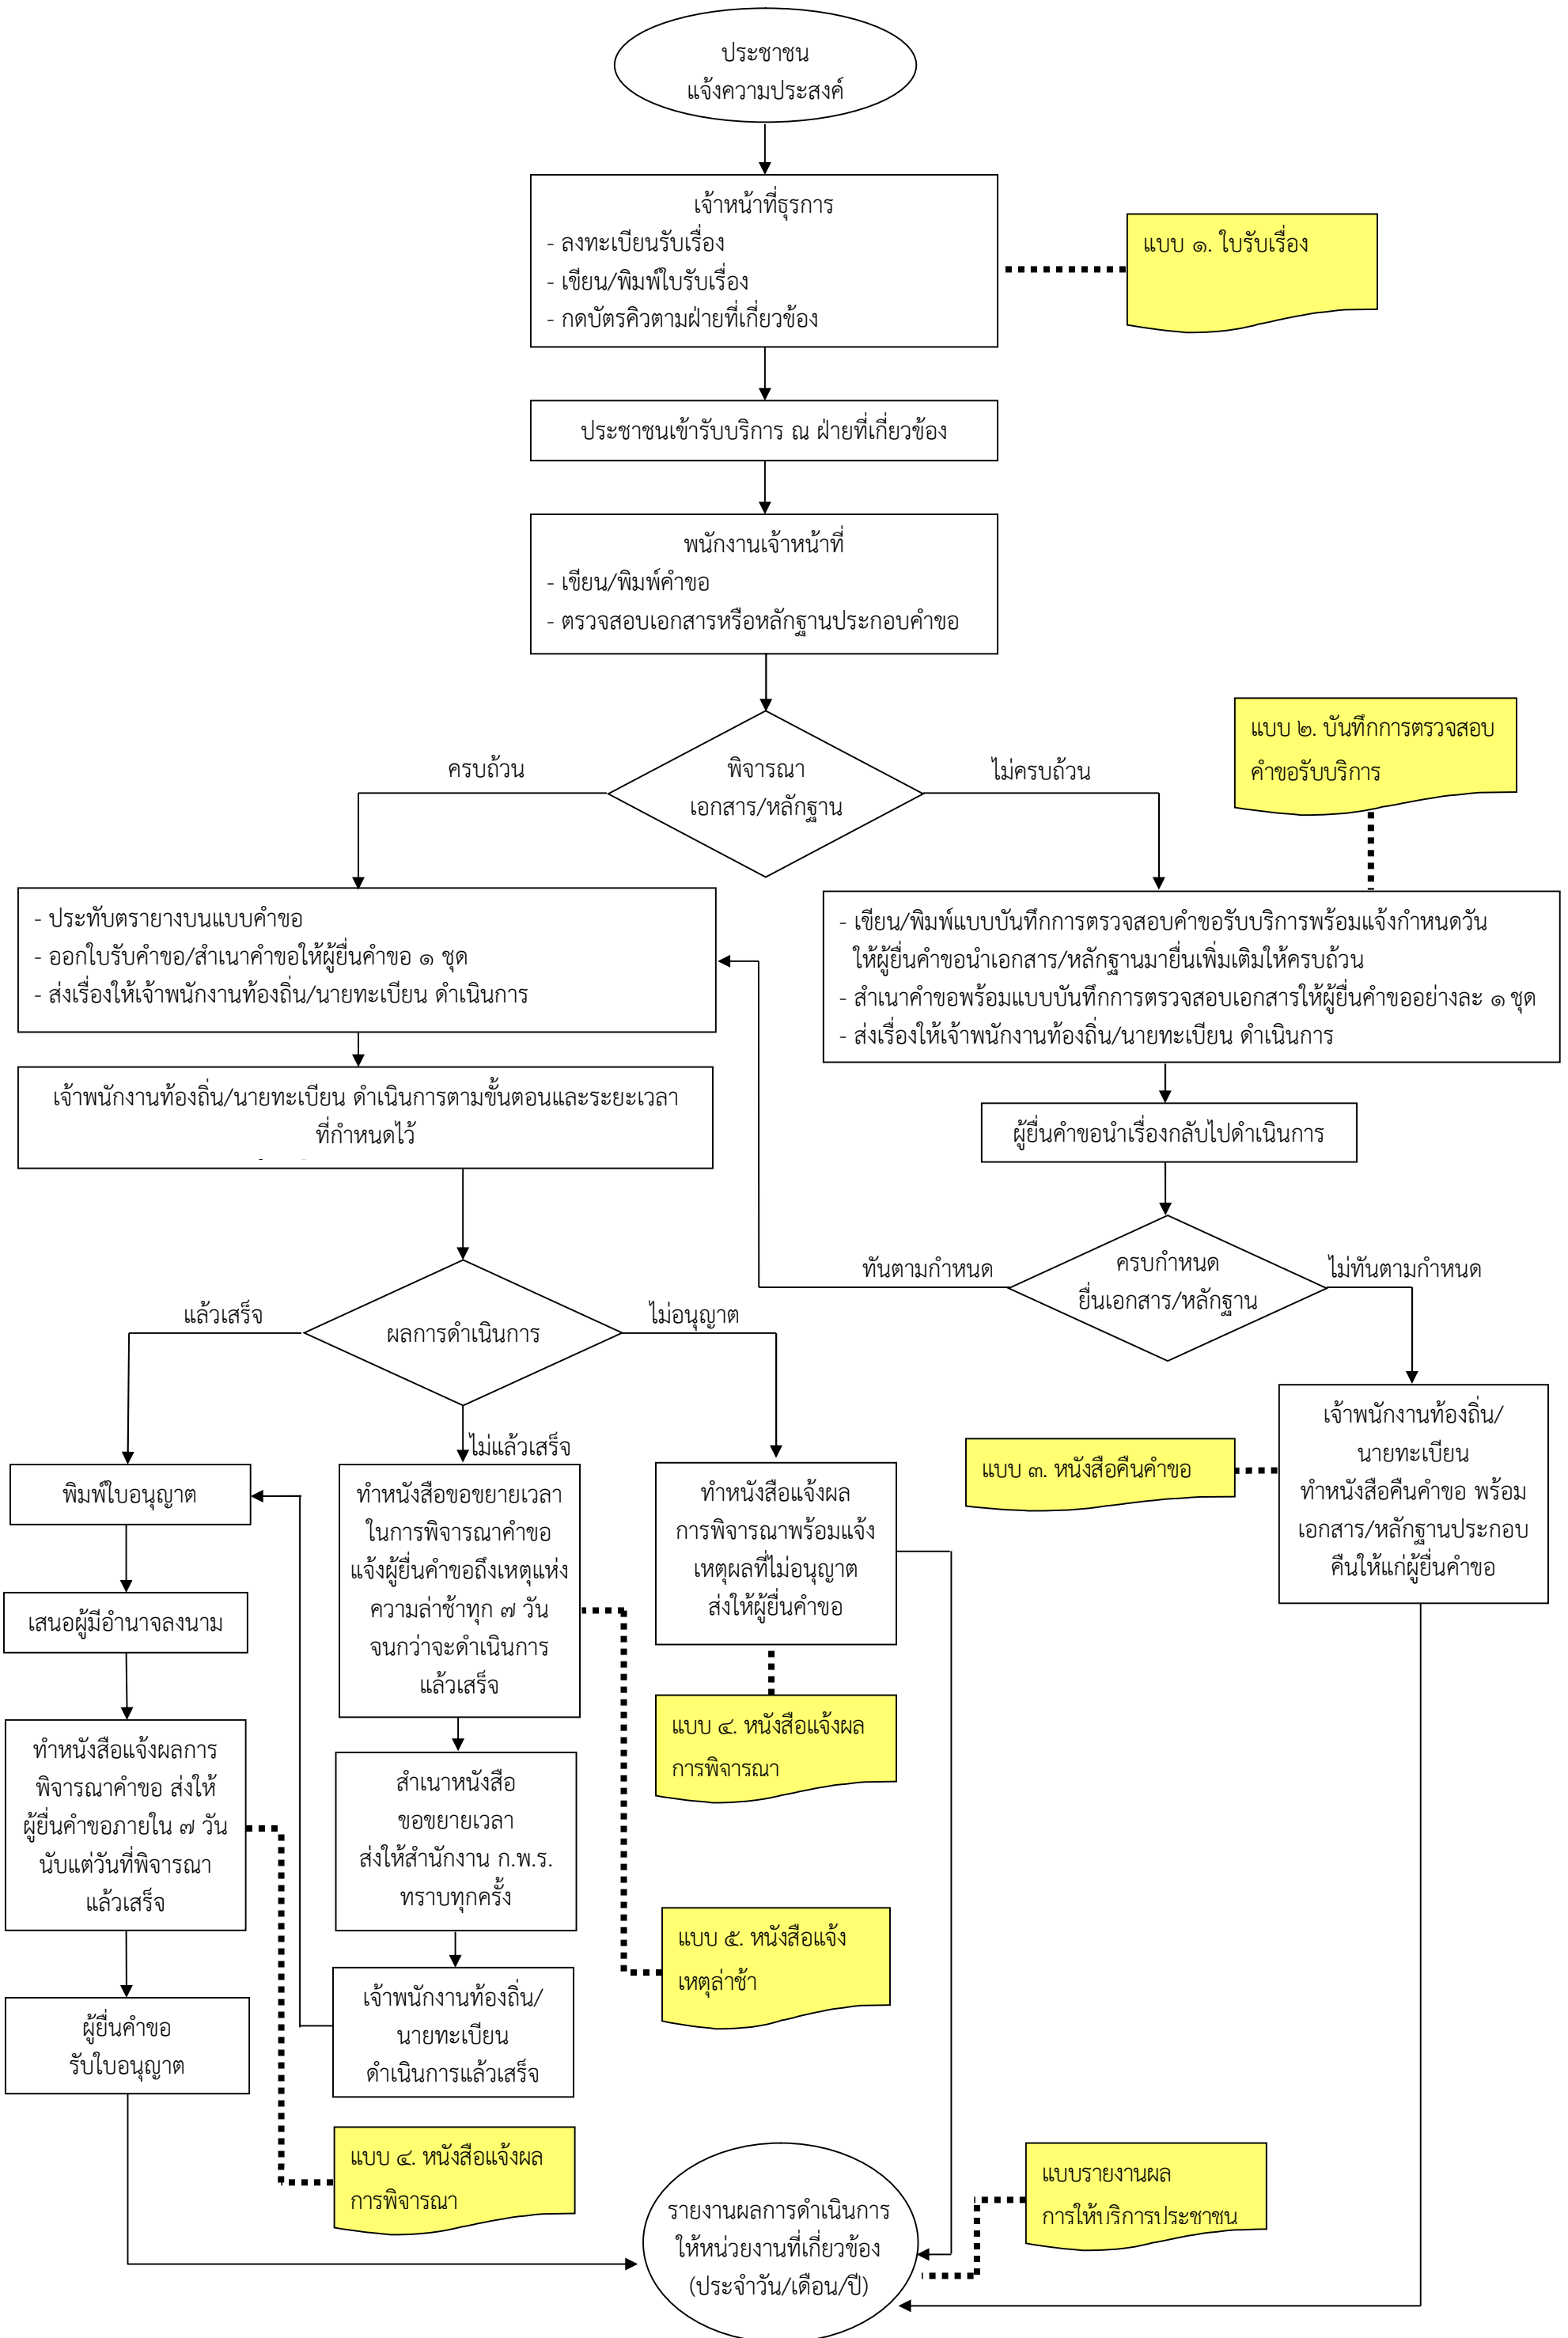 ประชาชน
แจ้งความประสงค์
เจ้าหน้าที่ธุรการ
- ลงทะเบียนรับเรื่อง
- เขียน/พิมพ์ใบรับเรื่อง
- กดบัตรคิวตามฝ่ายที่เกี่ยวข้อง
แบบ ๑. ใบรับเรื่อง
ประชาชนเข้ารับบริการ ณ ฝ่ายที่เกี่ยวข้อง
พนักงานเจ้าหน้าที่
- เขียน/พิมพ์คำขอ
- ตรวจสอบเอกสารหรือหลักฐานประกอบคำขอ
แบบ ๒. บันทึกการตรวจสอบ
คำขอรับบริการ
ครบถ้วน
พิจารณา
เอกสาร/หลักฐาน
ไม่ครบถ้วน
- ประทับตรายางบนแบบคำขอ
- ออกใบรับคำขอ/สำเนาคำขอให้ผู้ยื่นคำขอ ๑ ชุด
- ส่งเรื่องให้เจ้าพนักงานท้องถิ่น/นายทะเบียน ดำเนินการ
- เขียน/พิมพ์แบบบันทึกการตรวจสอบคำขอรับบริการพร้อมแจ้งกำหนดวัน
ให้ผู้ยื่นคำขอนำเอกสาร/หลักฐานมายื่นเพิ่มเติมให้ครบถ้วน
- สำเนาคำขอพร้อมแบบบันทึกการตรวจสอบเอกสารให้ผู้ยื่นคำขออย่างละ ๑ ชุด
- ส่งเรื่องให้เจ้าพนักงานท้องถิ่น/นายทะเบียน ดำเนินการ
เจ้าพนักงานท้องถิ่น/นายทะเบียน ดำเนินการตามขั้นตอนและระยะเวลา
ที่กำหนดไว้
ผู้ยื่นคำขอนำเรื่องกลับไปดำเนินการ
ทันตามกำหนด
ครบกำหนด
ยื่นเอกสาร/หลักฐาน
ไม่ทันตามกำหนด
แล้วเสร็จ
ผลการดำเนินการ
ไม่อนุญาต
ไม่แล้วเสร็จ
พิมพ์ใบอนุญาต
ทำหนังสือขอขยายเวลา
ในการพิจารณาคำขอ
แจ้งผู้ยื่นคำขอถึงเหตุแห่ง
ความล่าช้าทุก ๗ วัน
จนกว่าจะดำเนินการ
แล้วเสร็จ
ทำหนังสือแจ้งผล
การพิจารณาพร้อมแจ้ง
เหตุผลที่ไม่อนุญาต
ส่งให้ผู้ยื่นคำขอ
แบบ ๓. หนังสือคืนคำขอ
เจ้าพนักงานท้องถิ่น/
นายทะเบียน
ทำหนังสือคืนคำขอ พร้อม
เอกสาร/หลักฐานประกอบ
คืนให้แก่ผู้ยื่นคำขอ
เสนอผู้มีอำนาจลงนาม
แบบ ๔. หนังสือแจ้งผล
การพิจารณา
ทำหนังสือแจ้งผลการ
พิจารณาคำขอ ส่งให้
ผู้ยื่นคำขอภายใน ๗ วัน
นับแต่วันที่พิจารณา
แล้วเสร็จ
สำเนาหนังสือ
ขอขยายเวลา
ส่งให้สำนักงาน ก.พ.ร.
ทราบทุกครั้ง
แบบ ๕. หนังสือแจ้ง
เหตุล่าช้า
ผู้ยื่นคำขอ
รับใบอนุญาต
เจ้าพนักงานท้องถิ่น/
นายทะเบียน
ดำเนินการแล้วเสร็จ
แบบ ๔. หนังสือแจ้งผล
การพิจารณา
รายงานผลการดำเนินการ
ให้หน่วยงานที่เกี่ยวข้อง
(ประจำวัน/เดือน/ปี)
แบบรายงานผล
การให้บริการประชาชน